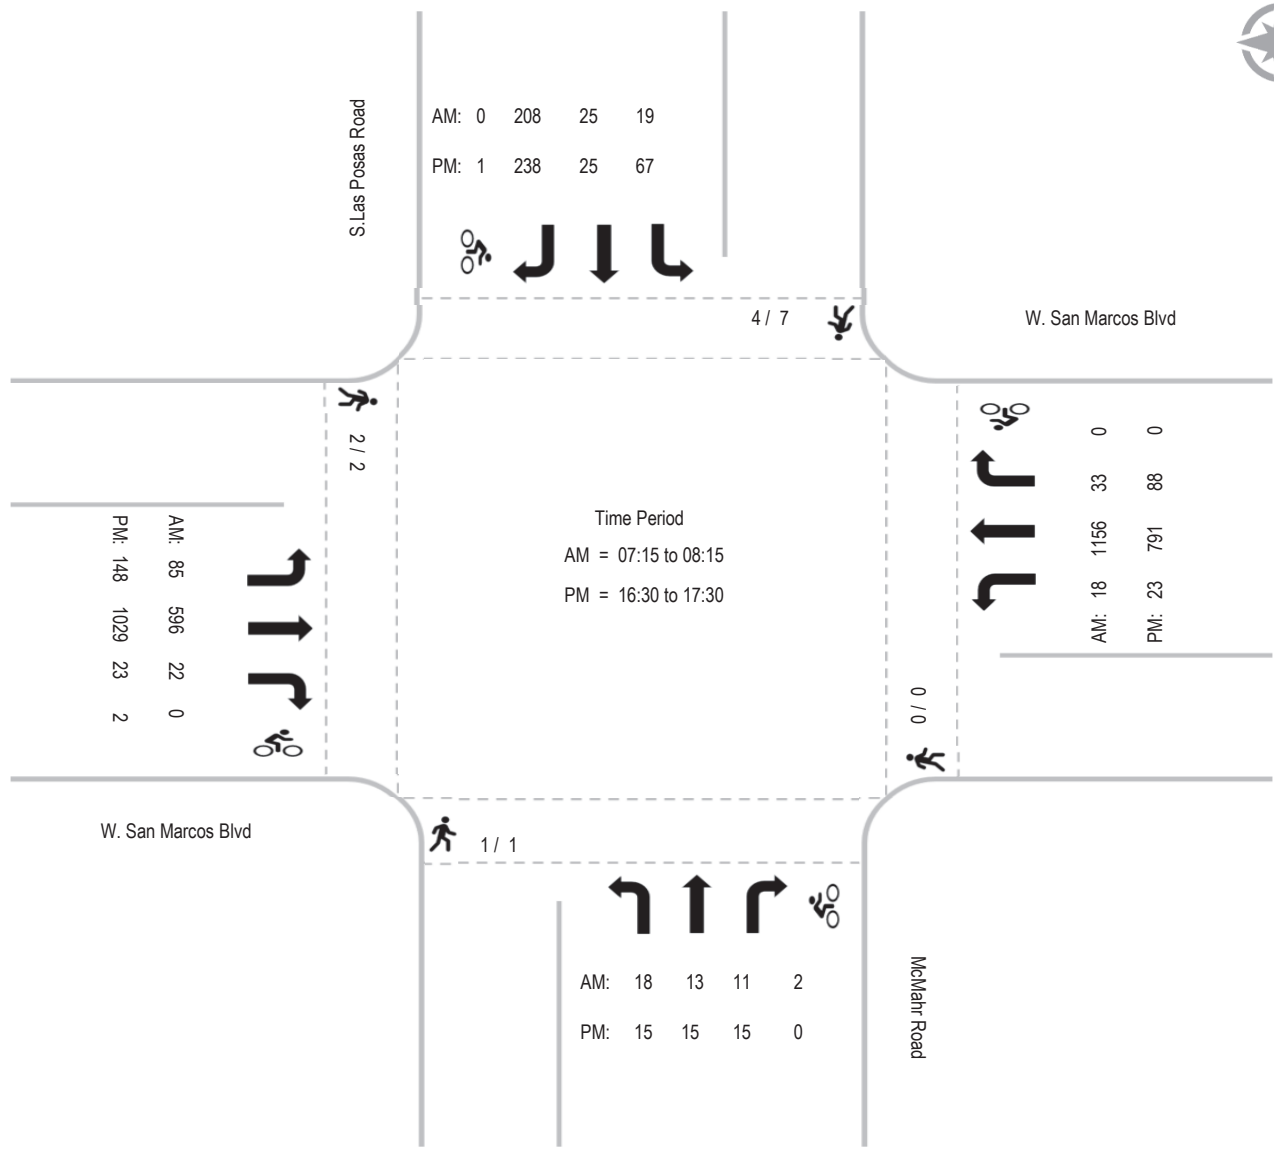 S.Las Posas Road
AM: 0 208 25 19
PM: 1 238 25 67
4 / 7
W. San Marcos Blvd
2 / 2
AM: 18 1156 33 0
PM: 23 791 88 0
Time Period
AM = 07:15 to 08:15
PM = 16:30 to 17:30
AM: 85 596 22 0
PM: 148 1029 23 2
0 / 0
W. San Marcos Blvd
1 / 1
AM: 18 13 11 2
PM: 15 15 15 0
McMahr Road